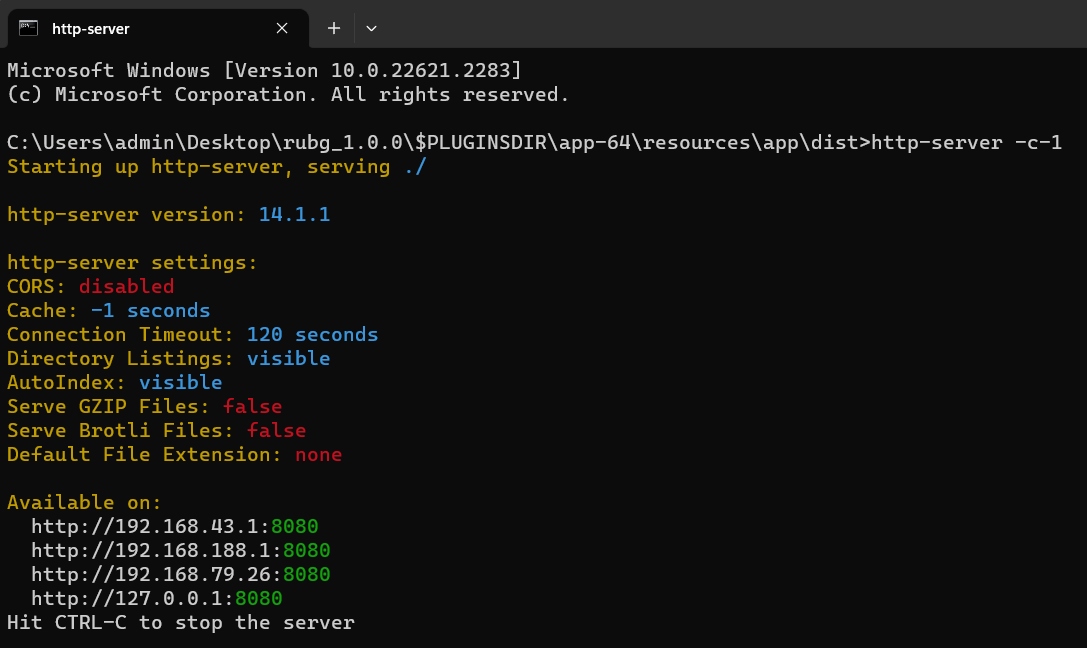 http-server
Microsoft Windows [Version 10.0.22621.2283]
(c) Microsoft Corporation. All rights reserved.
C:\Users\admin\Desktop\rubg_1.0.0\$PLUGINSDIR\app-64\resources\app\dist>http-server -c-1
Starting up http-server, serving ./
http-server version: 14.1.1
http-server settings:
CORS: disabled
Cache: -1 seconds
Connection Timeout: 120 seconds
Directory Listings: visible
AutoIndex: visible
Serve GZIP Files: false
Serve Brotli Files: false
Default File Extension: none
Available on:
  http://192.168.43.1:8080
  http://192.168.188.1:8080
  http://192.168.79.26:8080
  http://127.0.0.1:8080
Hit CTRL-C to stop the server